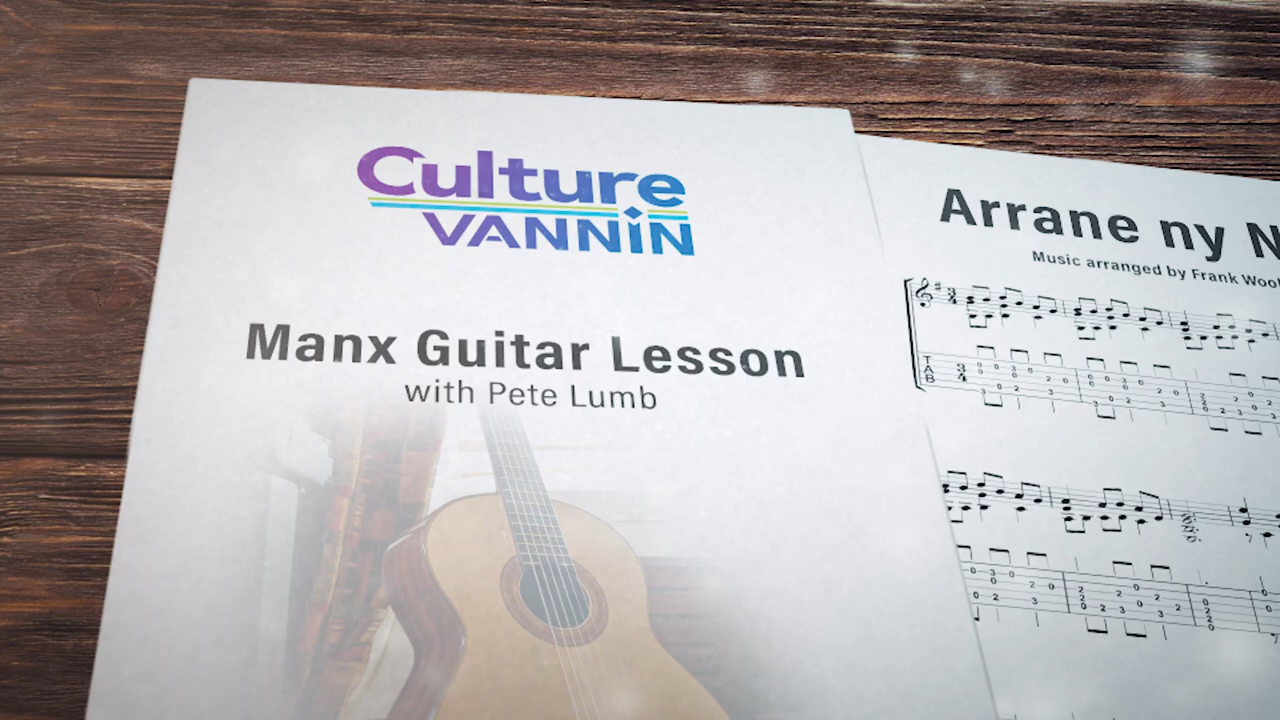 Culture
VANNIN
Manx Guitar Lesson
with Pete Lumb
Arrane ny
Music arranged by Frank